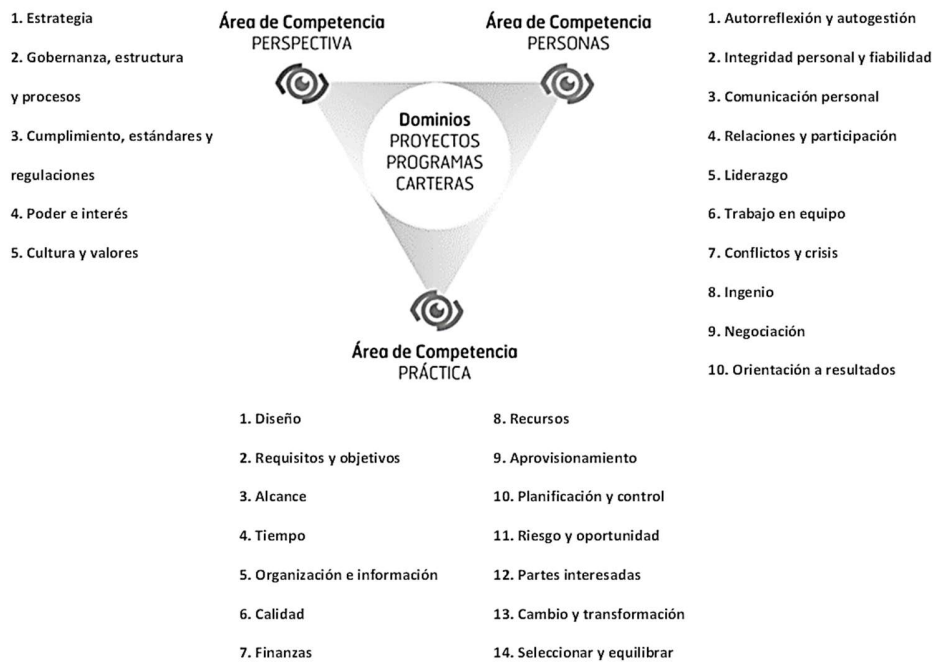 1. Estrategia
2. Gobernanza, estructura
y procesos
3. Cumplimiento, estándares y
regulaciones
4. Poder e interés
5. Cultura y valores
Área de Competencia
PERSPECTIVA
Área de Competencia
PERSONAS
Dominios
PROYECTOS
PROGRAMAS
CARTERAS
1. Autorreflexión y autogestión
2. Integridad personal y fiabilidad
3. Comunicación personal
4. Relaciones y participación
5. Liderazgo
6. Trabajo en equipo
7. Conflictos y crisis
8. Ingenio
9. Negociación
10. Orientación a resultados
Área de Competencia
PRÁCTICA
1. Diseño
2. Requisitos y objetivos
3. Alcance
4. Tiempo
5. Organización e información
6. Calidad
7. Finanzas
8. Recursos
9. Aprovisionamiento
10. Planificación y control
11. Riesgo y oportunidad
12. Partes interesadas
13. Cambio y transformación
14. Seleccionar y equilibrar